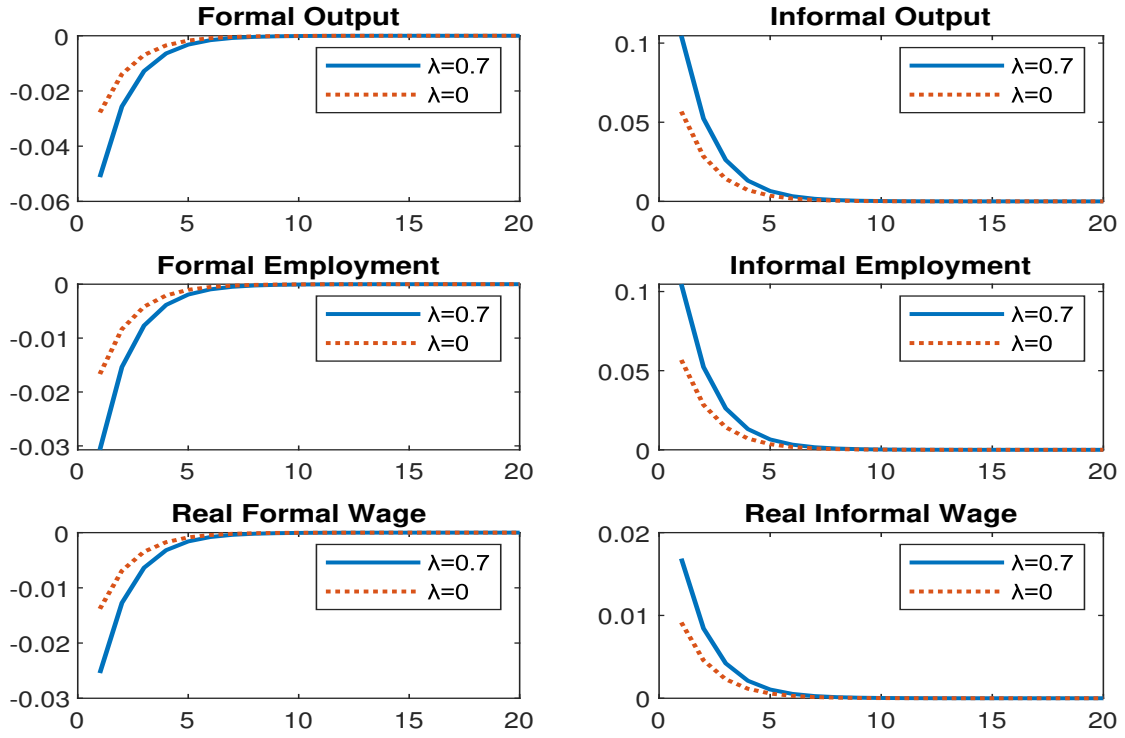 Formal Output
0
-0.02
-0.04
-0.06
0 5 10 15 20
λ=0.7
λ=0
Informal Output
0.1
0.05
0
0 5 10 15 20
λ=0.7
λ=0
Formal Employment
0
-0.01
-0.02
-0.03
0 5 10 15 20
λ=0.7
λ=0
Informal Employment
0.1
0.05
0
0 5 10 15 20
λ=0.7
λ=0
Real Formal Wage
0
-0.01
-0.02
-0.03
0 5 10 15 20
λ=0.7
λ=0
Real Informal Wage
0.02
0.01
0
0 5 10 15 20
λ=0.7
λ=0